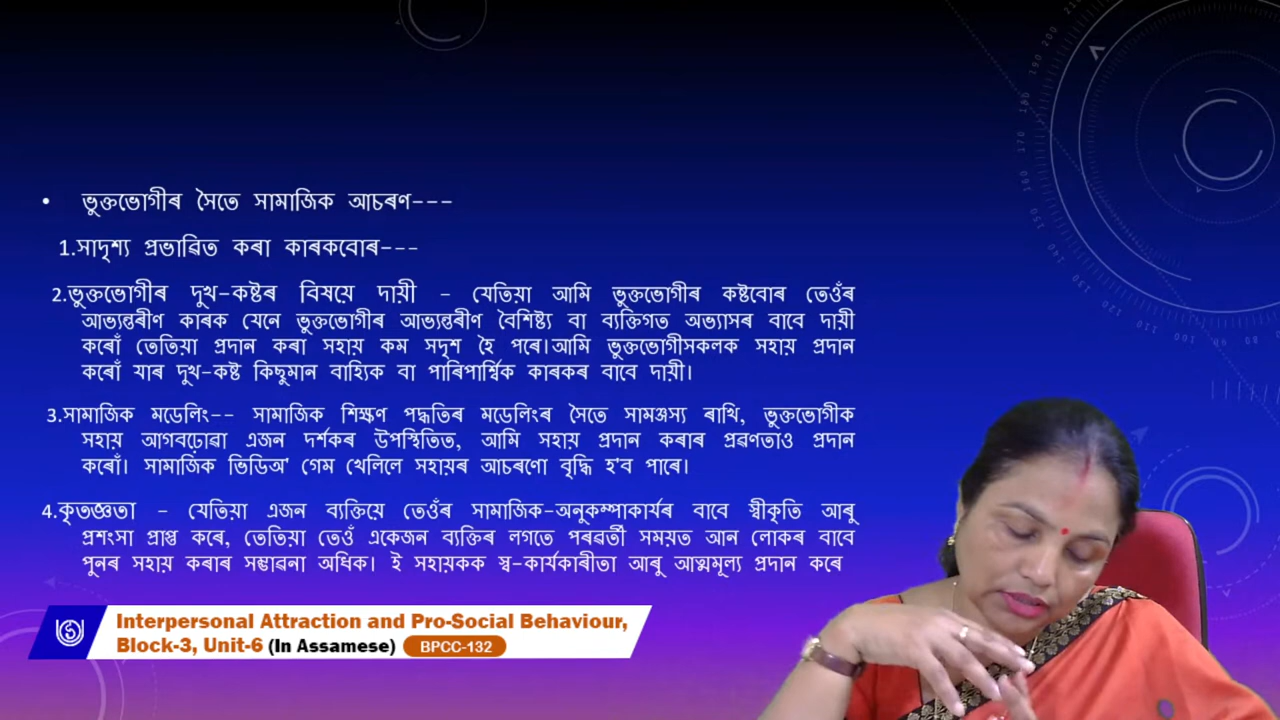 • ভুক্তভোগীৰ সৈতে সামাজিক আচৰণ---
1.সাদৃশ্য প্ৰভাৱিত কৰা কাৰকবোৰ---
2.ভুক্তভোগীৰ দুখ-কষ্টৰ বিষয়ে দায়ী - যেতিয়া আমি ভুক্তভোগীৰ কষ্টবোৰ তেওঁৰ
আভ্যন্তৰীণ কাৰক যেনে ভুক্তভোগীৰ আভ্যন্তৰীণ বৈশিষ্ট্য বা ব্যক্তিগত অভ্যাসৰ বাবে দায়ী
কৰোঁ তেতিয়া প্ৰদান কৰা সহায় কম সদৃশ হৈ পৰে।আমি ভুক্তভোগীসকলক সহায় প্ৰদান
কৰোঁ যাৰ দুখ-কষ্ট কিছুমান বাহ্যিক বা পাৰিপাৰ্শ্বিক কাৰকৰ বাবে দায়ী।
3.সামাজিক মডেলিং-- সামাজিক শিক্ষণ পদ্ধতিৰ মডেলিংৰ সৈতে সামঞ্জস্য ৰাখি, ভুক্তভোগীক
সহায় আগবঢ়োৱা এজন দৰ্শকৰ উপস্থিতিত, আমি সহায় প্ৰদান কৰাৰ প্ৰৱণতাও প্ৰদান
কৰোঁ। সামাজিক ভিডিঅ' গেম খেলিলে সহায়ৰ আচৰণো বৃদ্ধি হ'ব পাৰে।
4.কৃতজ্ঞতা - যেতিয়া এজন ব্যক্তিয়ে তেওঁৰ সামাজিক-অনুকম্পাকাৰ্যৰ বাবে স্বীকৃতি আৰু
প্ৰশংসা প্ৰাপ্ত কৰে, তেতিয়া তেওঁ একেজন ব্যক্তিৰ লগতে পৰৱৰ্তী সময়ত আন লোকৰ বাবে
পুনৰ সহায় কৰাৰ সম্ভাৱনা অধিক। ই সহায়কক স্ব-কাৰ্যকাৰীতা আৰু আত্মমূল্য প্ৰদান কৰে
Interpersonal Attraction and Pro-Social Behaviour,
Block-3, Unit-6 (In Assamese) BPCC-132